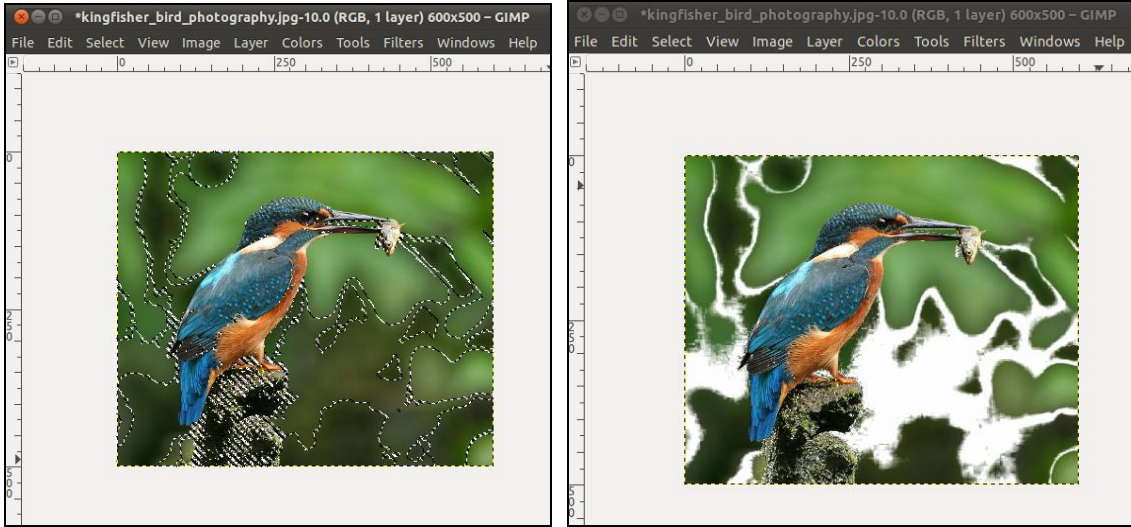 *kingfisher_bird_photography.jpg-10.0 (RGB, 1 layer) 600x500 – GIMP
File Edit Select View Image Layer Colors Tools Filters Windows Help
0 250 500
0
250
500
*kingfisher_bird_photography.jpg-10.0 (RGB, 1 layer) 600x500 – GIMP
File Edit Select View Image Layer Colors Tools Filters Windows Help
0 250 500
0
250
500